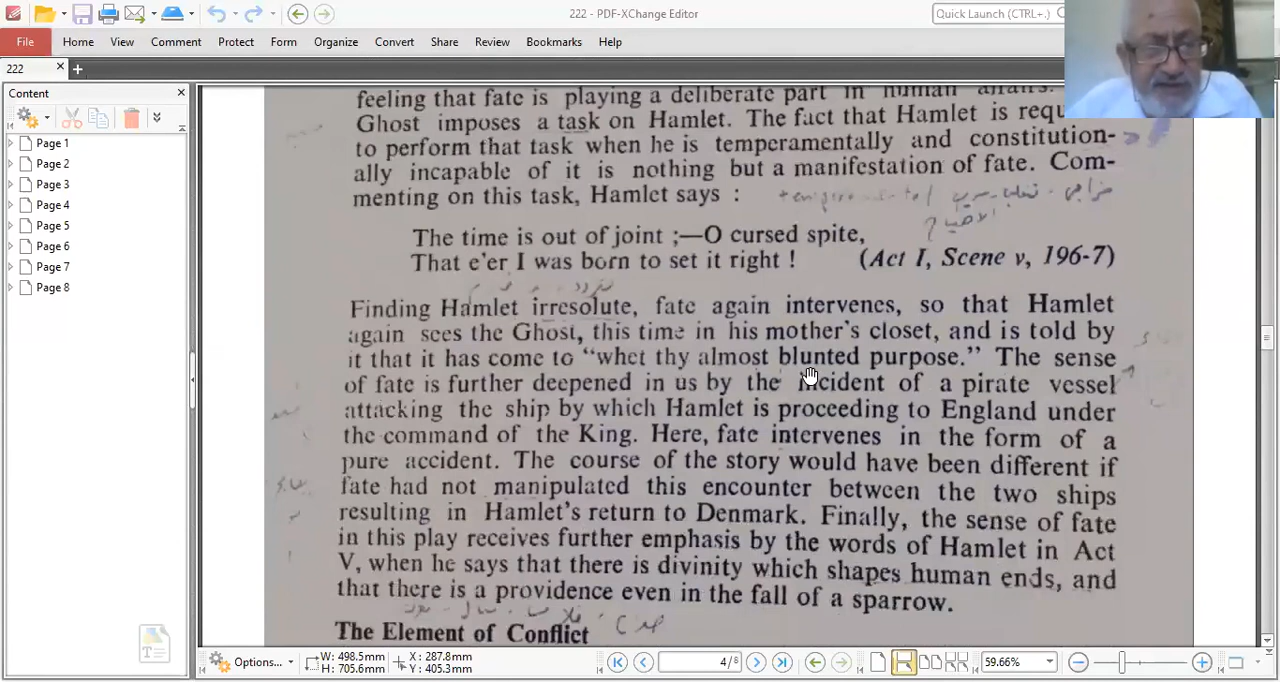 222 - PDF-XChange Editor
Quick Launch (CTRL+.)
File Home View Comment Protect Form Organize Convert Share Review Bookmarks Help
222
Content
Page 1
Page 2
Page 3
Page 4
Page 5
Page 6
Page 7
Page 8
feeling that fate is playing a deliberate part in human affairs.
Ghost imposes a task on Hamlet. The fact that Hamlet is requ
to perform that task when he is temperamentally and constitution-
ally incapable of it is nothing but a manifestation of fate. Com-
menting on this task, Hamlet says :
The time is out of joint ;—O cursed spite,
That e'er I was born to set it right !
(Act I, Scene v, 196-7)
Finding Hamlet irresolute, fate again intervenes, so that Hamlet
again sees the Ghost, this time in his mother's closet, and is told by
it that it has come to "whet thy almost blunted purpose." The sense
of fate is further deepened in us by the incident of a pirate vessel
attacking the ship by which Hamlet is proceeding to England under
the command of the King. Here, fate intervenes in the form of a
pure accident. The course of the story would have been different if
fate had not manipulated this encounter between the two ships
resulting in Hamlet's return to Denmark. Finally, the sense of fate
in this play receives further emphasis by the words of Hamlet in Act
V, when he says that there is divinity which shapes human ends, and
that there is a providence even in the fall of a sparrow.
The Element of Conflict
Options...
W: 498.5mm
H: 705.6mm
X: 287.8mm
Y: 405.3mm
4/8
59.66%